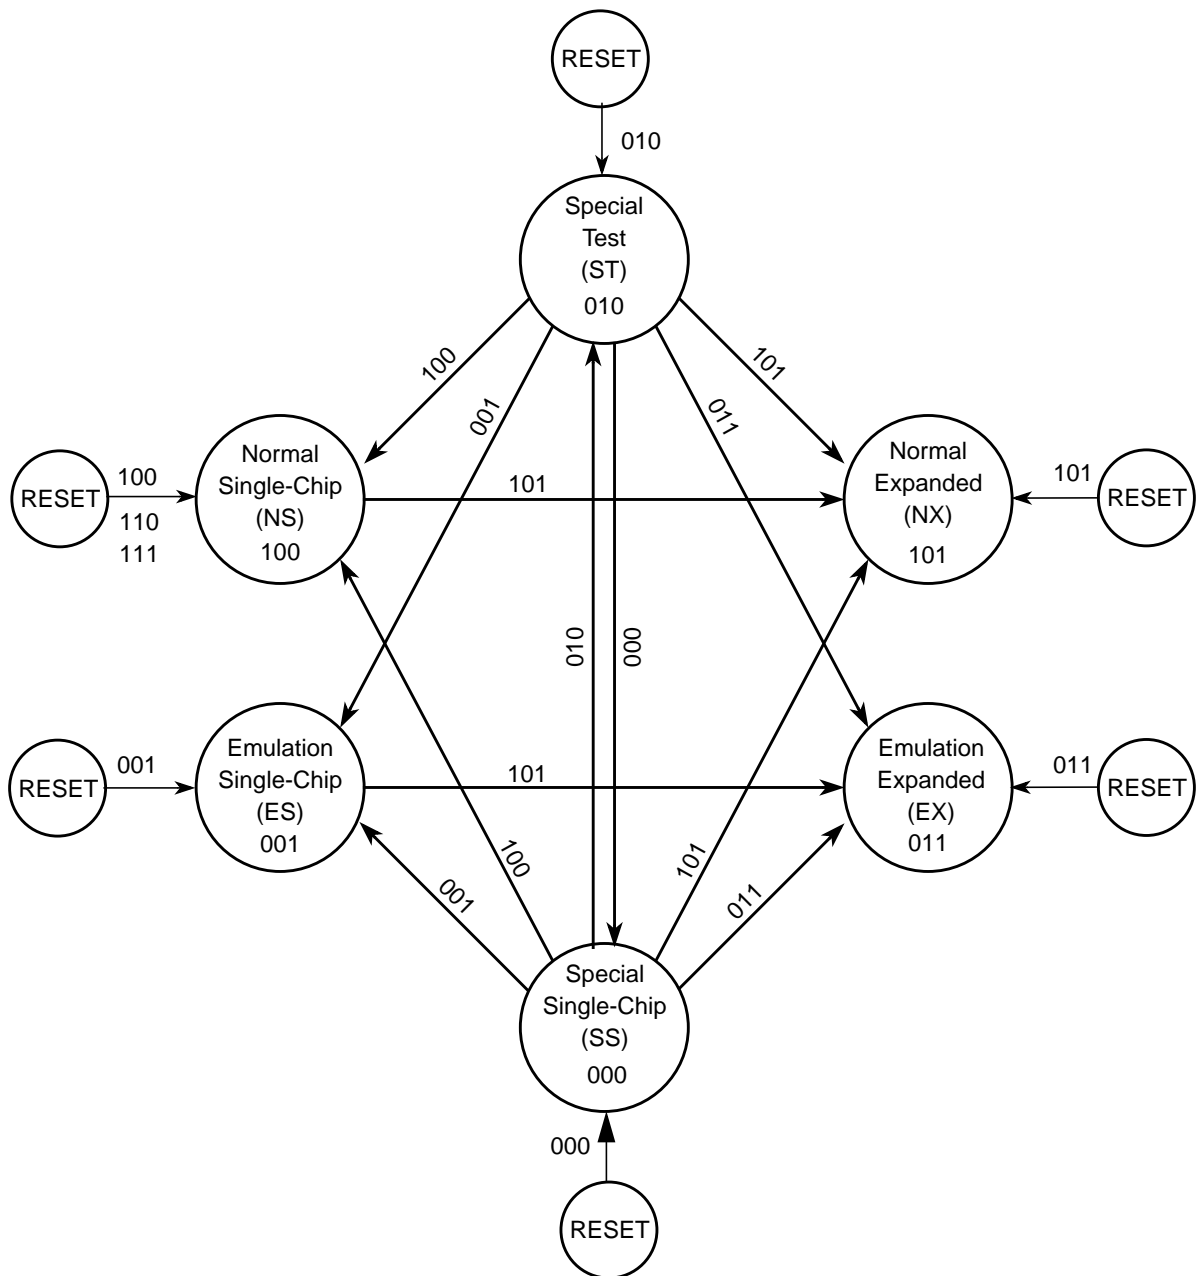 RESET
010
Special
Test
(ST)
010
100
101
001
011
Normal
Single-Chip
(NS)
100
RESET
100
110
111
101
Normal
Expanded
(NX)
101
101
RESET
010
000
Emulation
Single-Chip
(ES)
001
RESET
001
101
Emulation
Expanded
(EX)
011
011
RESET
100
101
001
011
Special
Single-Chip
(SS)
000
000
RESET